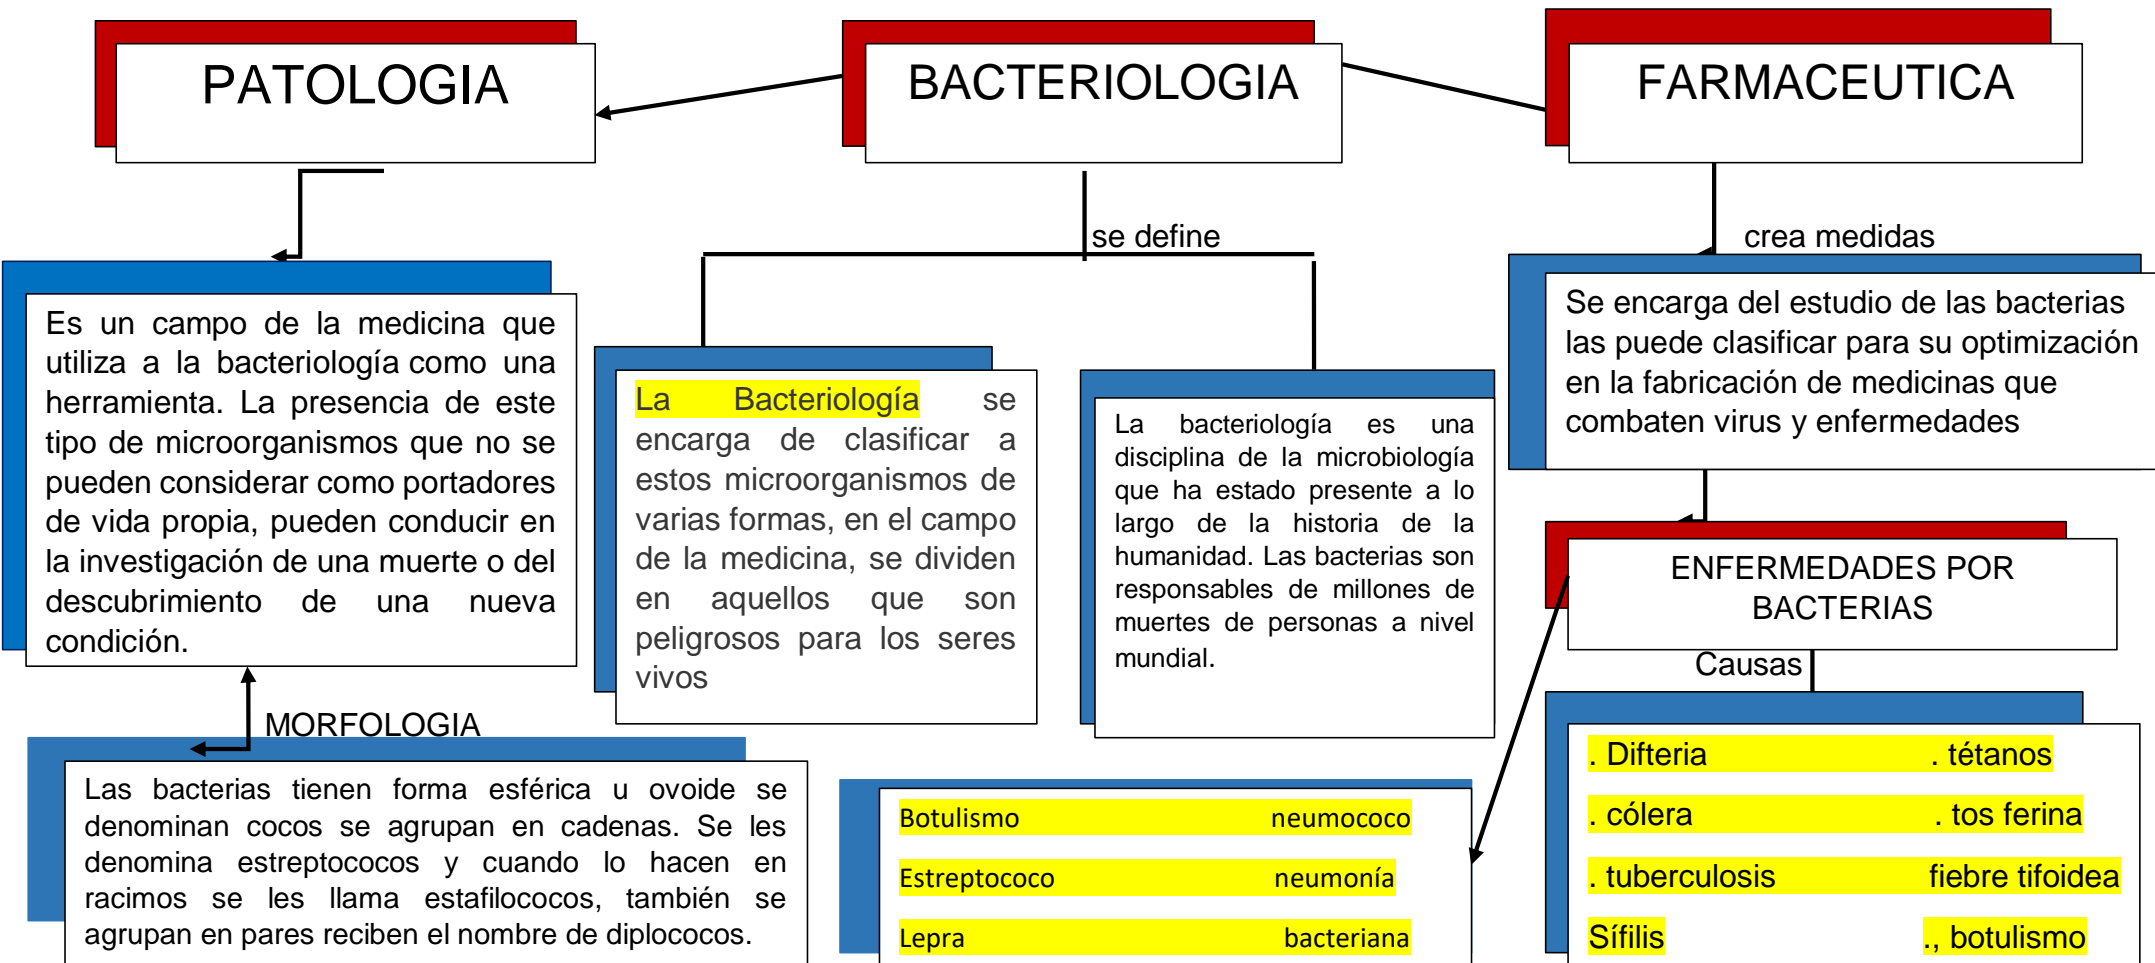 PATOLOGIA
BACTERIOLOGIA
FARMACEUTICA
se define
crea medidas
Es un campo de la medicina que
utiliza a la bacteriología como una
herramienta. La presencia de este
tipo de microorganismos que no se
pueden considerar como portadores
de vida propia, pueden conducir en
la investigación de una muerte o del
descubrimiento de una nueva
condición.
La Bacteriología se
encarga de clasificar a
estos microorganismos de
varias formas, en el campo
de la medicina, se dividen
en aquellos que son
peligrosos para los seres
vivos
La bacteriología es una
disciplina de la microbiología
que ha estado presente a lo
largo de la historia de la
humanidad. Las bacterias son
responsables de millones de
muertes de personas a nivel
mundial.
Se encarga del estudio de las bacterias
las puede clasificar para su optimización
en la fabricación de medicinas que
combaten virus y enfermedades
ENFERMEDADES POR
BACTERIAS
Causas
MORFOLOGIA
Las bacterias tienen forma esférica u ovoide se
denominan cocos se agrupan en cadenas. Se les
denomina estreptococos y cuando lo hacen en
racimos se les llama estafilococos, también se
agrupan en pares reciben el nombre de diplococos.
Botulismo neumococo
Estreptococo neumonía
Lepra bacteriana
. Difteria . tétanos
. cólera . tos ferina
. tuberculosis fiebre tifoidea
Sífilis ., botulismo